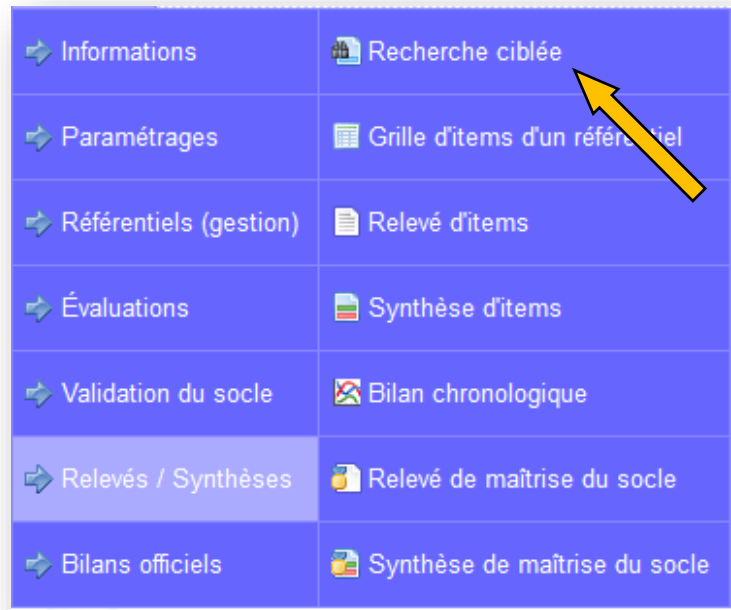 Informations
Recherche ciblée
Paramétrages
Grille d'items d'un référentiel
Référentiels (gestion)
Relevé d'items
Évaluations
Synthèse d'items
Validation du socle
Bilan chronologique
Relevés / Synthèses
Relevé de maîtrise du socle
Bilans officiels
Synthèse de maîtrise du socle